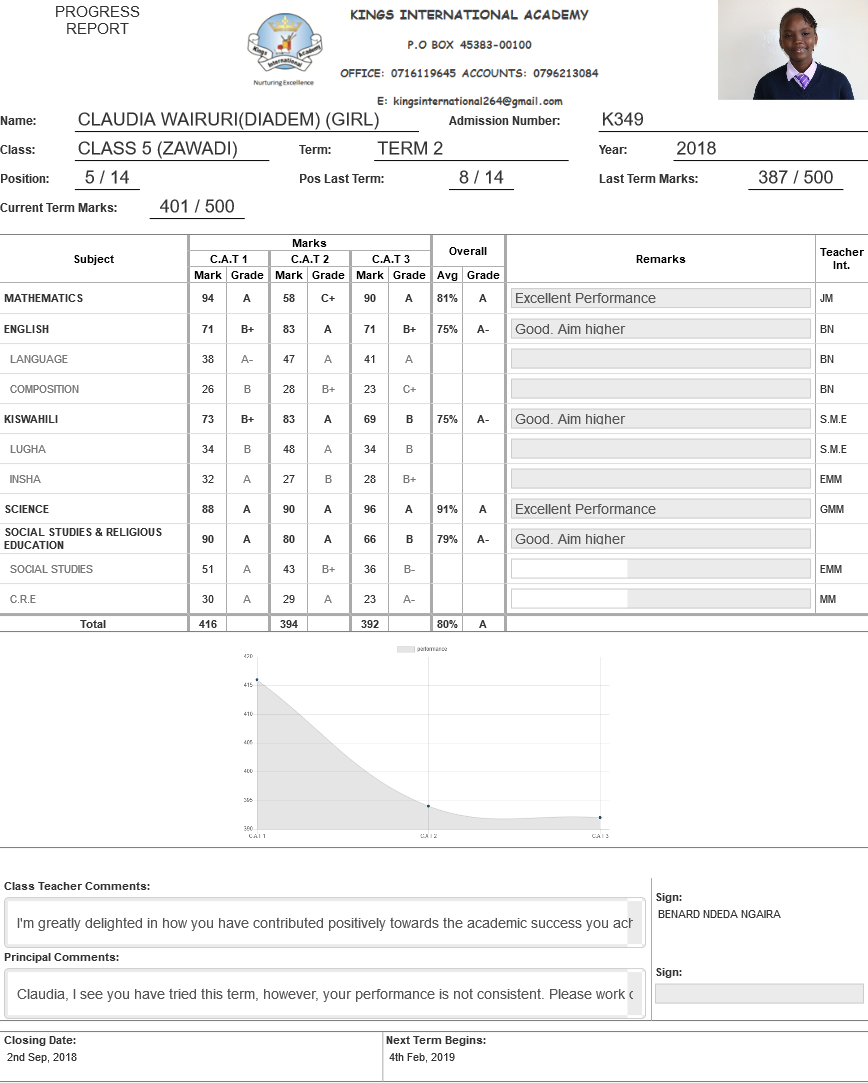 PROGRESS
REPORT
KINGS INTERNATIONAL ACADEMY
P.O BOX 45383-00100
OFFICE: 0716119645 ACCOUNTS: 0796213084
E: kingsinternational264@gmail.com
Kings Academy
International
Nurturing Excellence
Name: CLAUDIA WAIRURI(DIADEM) (GIRL) Admission Number: K349
Class: CLASS 5 (ZAWADI) Term: TERM 2 Year: 2018
Position: 5 / 14 Pos Last Term: 8 / 14 Last Term Marks: 387 / 500
Current Term Marks: 401 / 500
Subject Marks Overall Remarks Teacher Int.
C.A.T 1 C.A.T 2 C.A.T 3
Mark Grade Mark Grade Mark Grade Avg Grade
MATHEMATICS 94 A 58 C+ 90 A 81% A Excellent Performance JM
ENGLISH 71 B+ 83 A 71 B+ 75% A- Good. Aim higher BN
LANGUAGE 38 A- 47 A 41 A BN
COMPOSITION 26 B 28 B+ 23 C+ BN
KISWAHILI 73 B+ 83 A 69 B 75% A- Good. Aim higher S.M.E
LUGHA 34 B 48 A 34 B S.M.E
INSHA 32 A 27 B 28 B+ EMM
SCIENCE 88 A 90 A 96 A 91% A Excellent Performance GMM
SOCIAL STUDIES & RELIGIOUS
EDUCATION 90 A 80 A 66 B 79% A- Good. Aim higher
SOCIAL STUDIES 51 A 43 B+ 36 B- EMM
C.R.E 30 A 29 A 23 A- MM
Total 416 394 392 80% A
performance
420
415
410
405
400
395
390
C.A.T 1 C.A.T 2 C.A.T 3
Class Teacher Comments:
I'm greatly delighted in how you have contributed positively towards the academic success you
Sign:
BENARD NDEDA NGAIRA
Principal Comments:
Claudia, I see you have tried this term, however, your performance is not consistent. Please work
Sign:
Closing Date: Next Term Begins:
2nd Sep, 2018 4th Feb, 2019